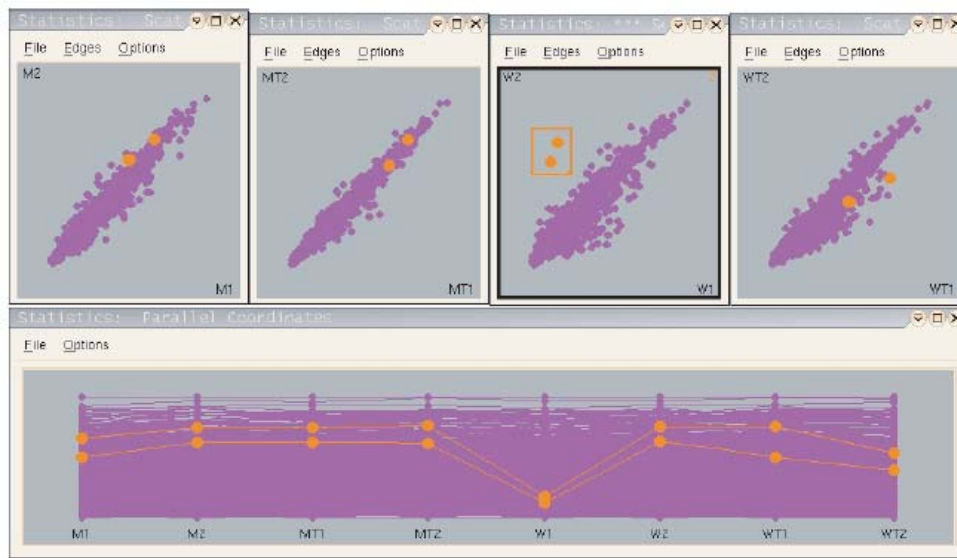 Statistics: Scat
File Edges Options
M2
M1
Statistics: Scat
File Edges Options
MT2
MT1
Statistics: *** Sc
File Edges Options
W2
W1
Statistics: Scat
File Edges Options
WT2
WT1
Statistics: Parallel Coordinates
File Options
M1 M2 MT1 MT2 W1 W2 WT1 WT2